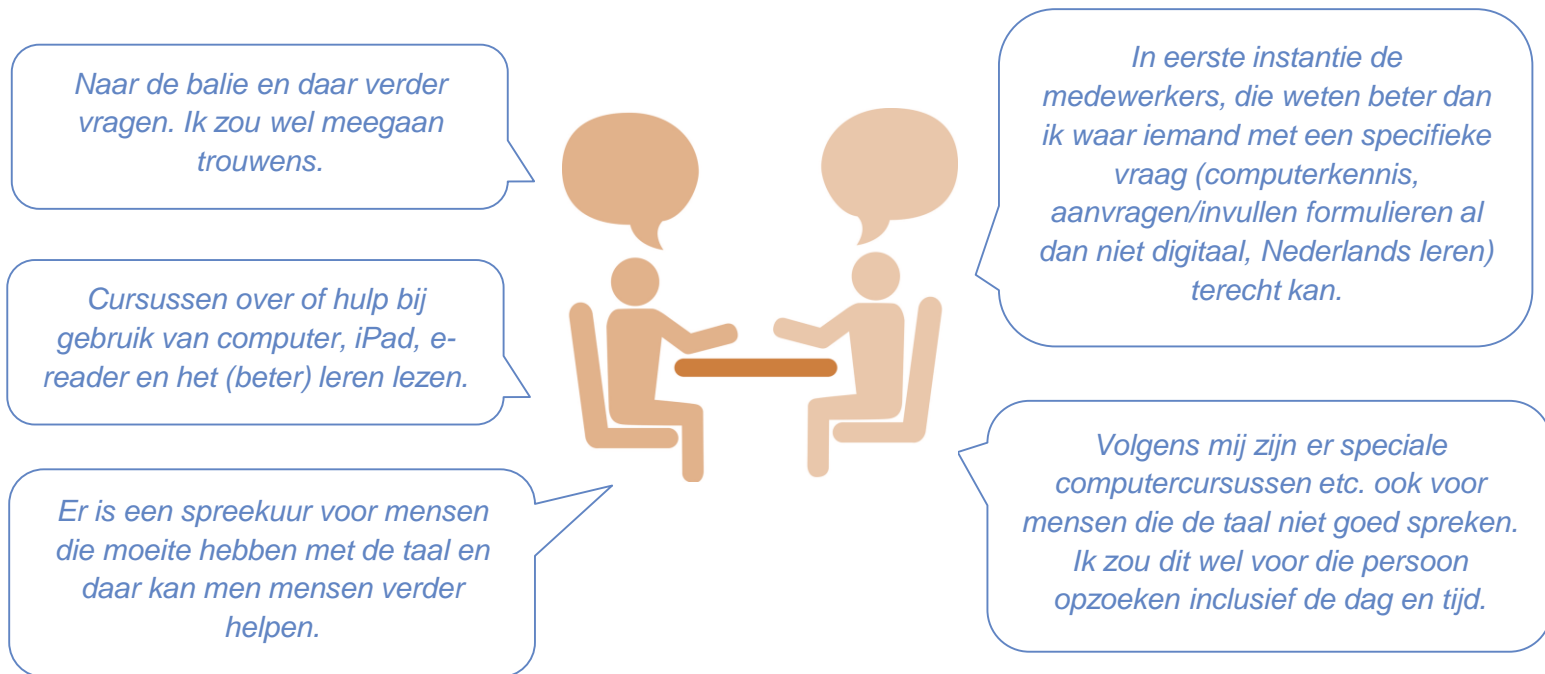 Naar de balie en daar verder
vragen. Ik zou wel meegaan
trouwens.
Cursussen over of hulp bij
gebruik van computer, iPad, e-
reader en het (beter) leren lezen.
Er is een spreekuur voor mensen
die moeite hebben met de taal en
daar kan men mensen verder
helpen.
In eerste instantie de
medewerkers, die weten beter dan
ik waar iemand met een specifieke
vraag (computerkennis,
aanvragen/invullen formulieren al
dan niet digitaal, Nederlands leren)
terecht kan.
Volgens mij zijn er speciale
computercursussen etc. ook voor
mensen die de taal niet goed spreken.
Ik zou dit wel voor die persoon
opzoeken inclusief de dag en tijd.